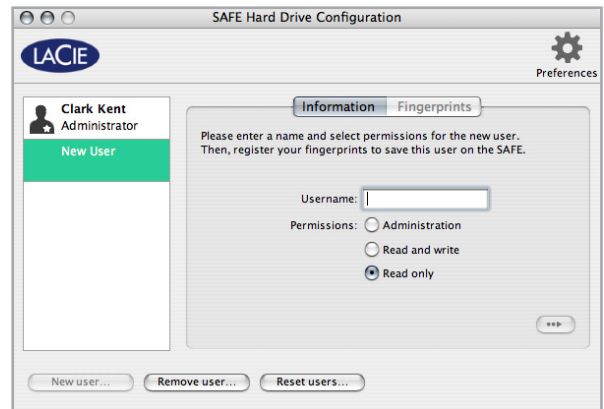 SAFE Hard Drive Configuration
LACIE
Preferences
Clark Kent
Administrator
New User
Information Fingerprints
Please enter a name and select permissions for the new user.
Then, register your fingerprints to save this user on the SAFE.
Username:
Permissions: Administration
Read and write
Read only
New user... Remove user... Reset users...